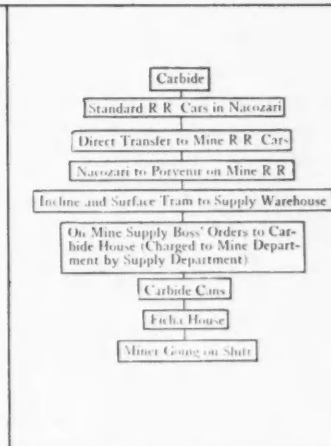 Carbide
Standard R R Cars in Nacozari
Direct Transfer to Mine R R Cars
Nacozari to Porvenir on Mine R R
Incline and Surface Tram to Supply Warehouse
On Mine Supply Boss' Orders to Car-
bide House (Charged to Mine Depart-
ment by Supply Department)
Carbide Cans
Ficha House
Miner Going on Shift